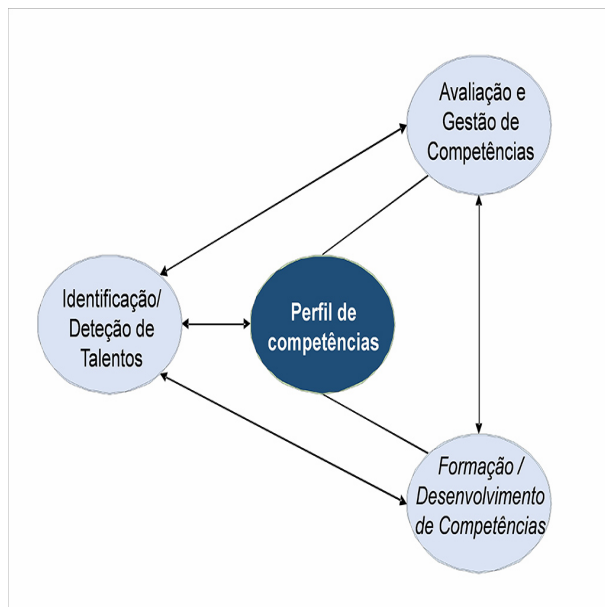 Avaliação e
Gestão de
Competências
Identificação/
Deteção de
Talentos
Perfil de
competências
Formação /
Desenvolvimento
de Competências